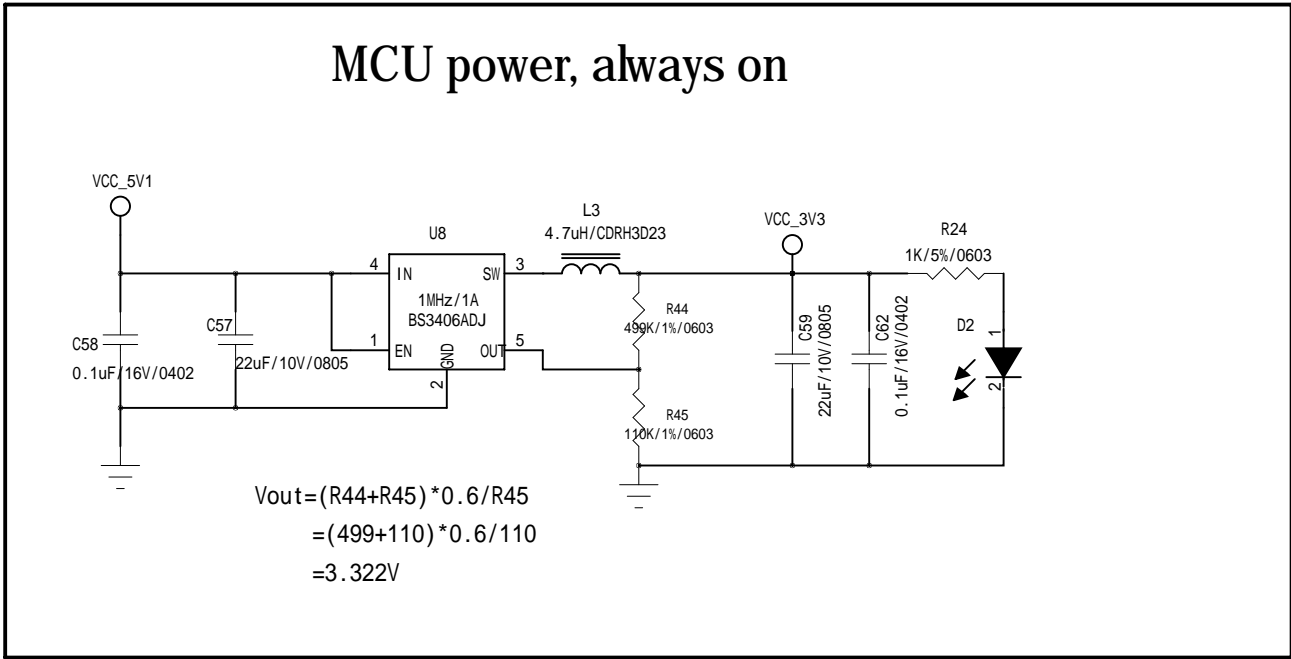 MCU power, always on
VCC_5V1
L3
4.7uH/CDRH3D23
VCC_3V3
R24
1K/5%/0603
U8
4
IN
SW
3
1MHz/1A
BS3406ADJ
1
EN
GND
OUT
5
2
C58
0.1uF/16V/0402
C57
22uF/10V/0805
R44
499K/1%/0603
R45
110K/1%/0603
C59
22uF/10V/0805
C62
0.1uF/16V/0402
D2
1
2
Vout=(R44+R45)*0.6/R45
=(499+110)*0.6/110
=3.322V